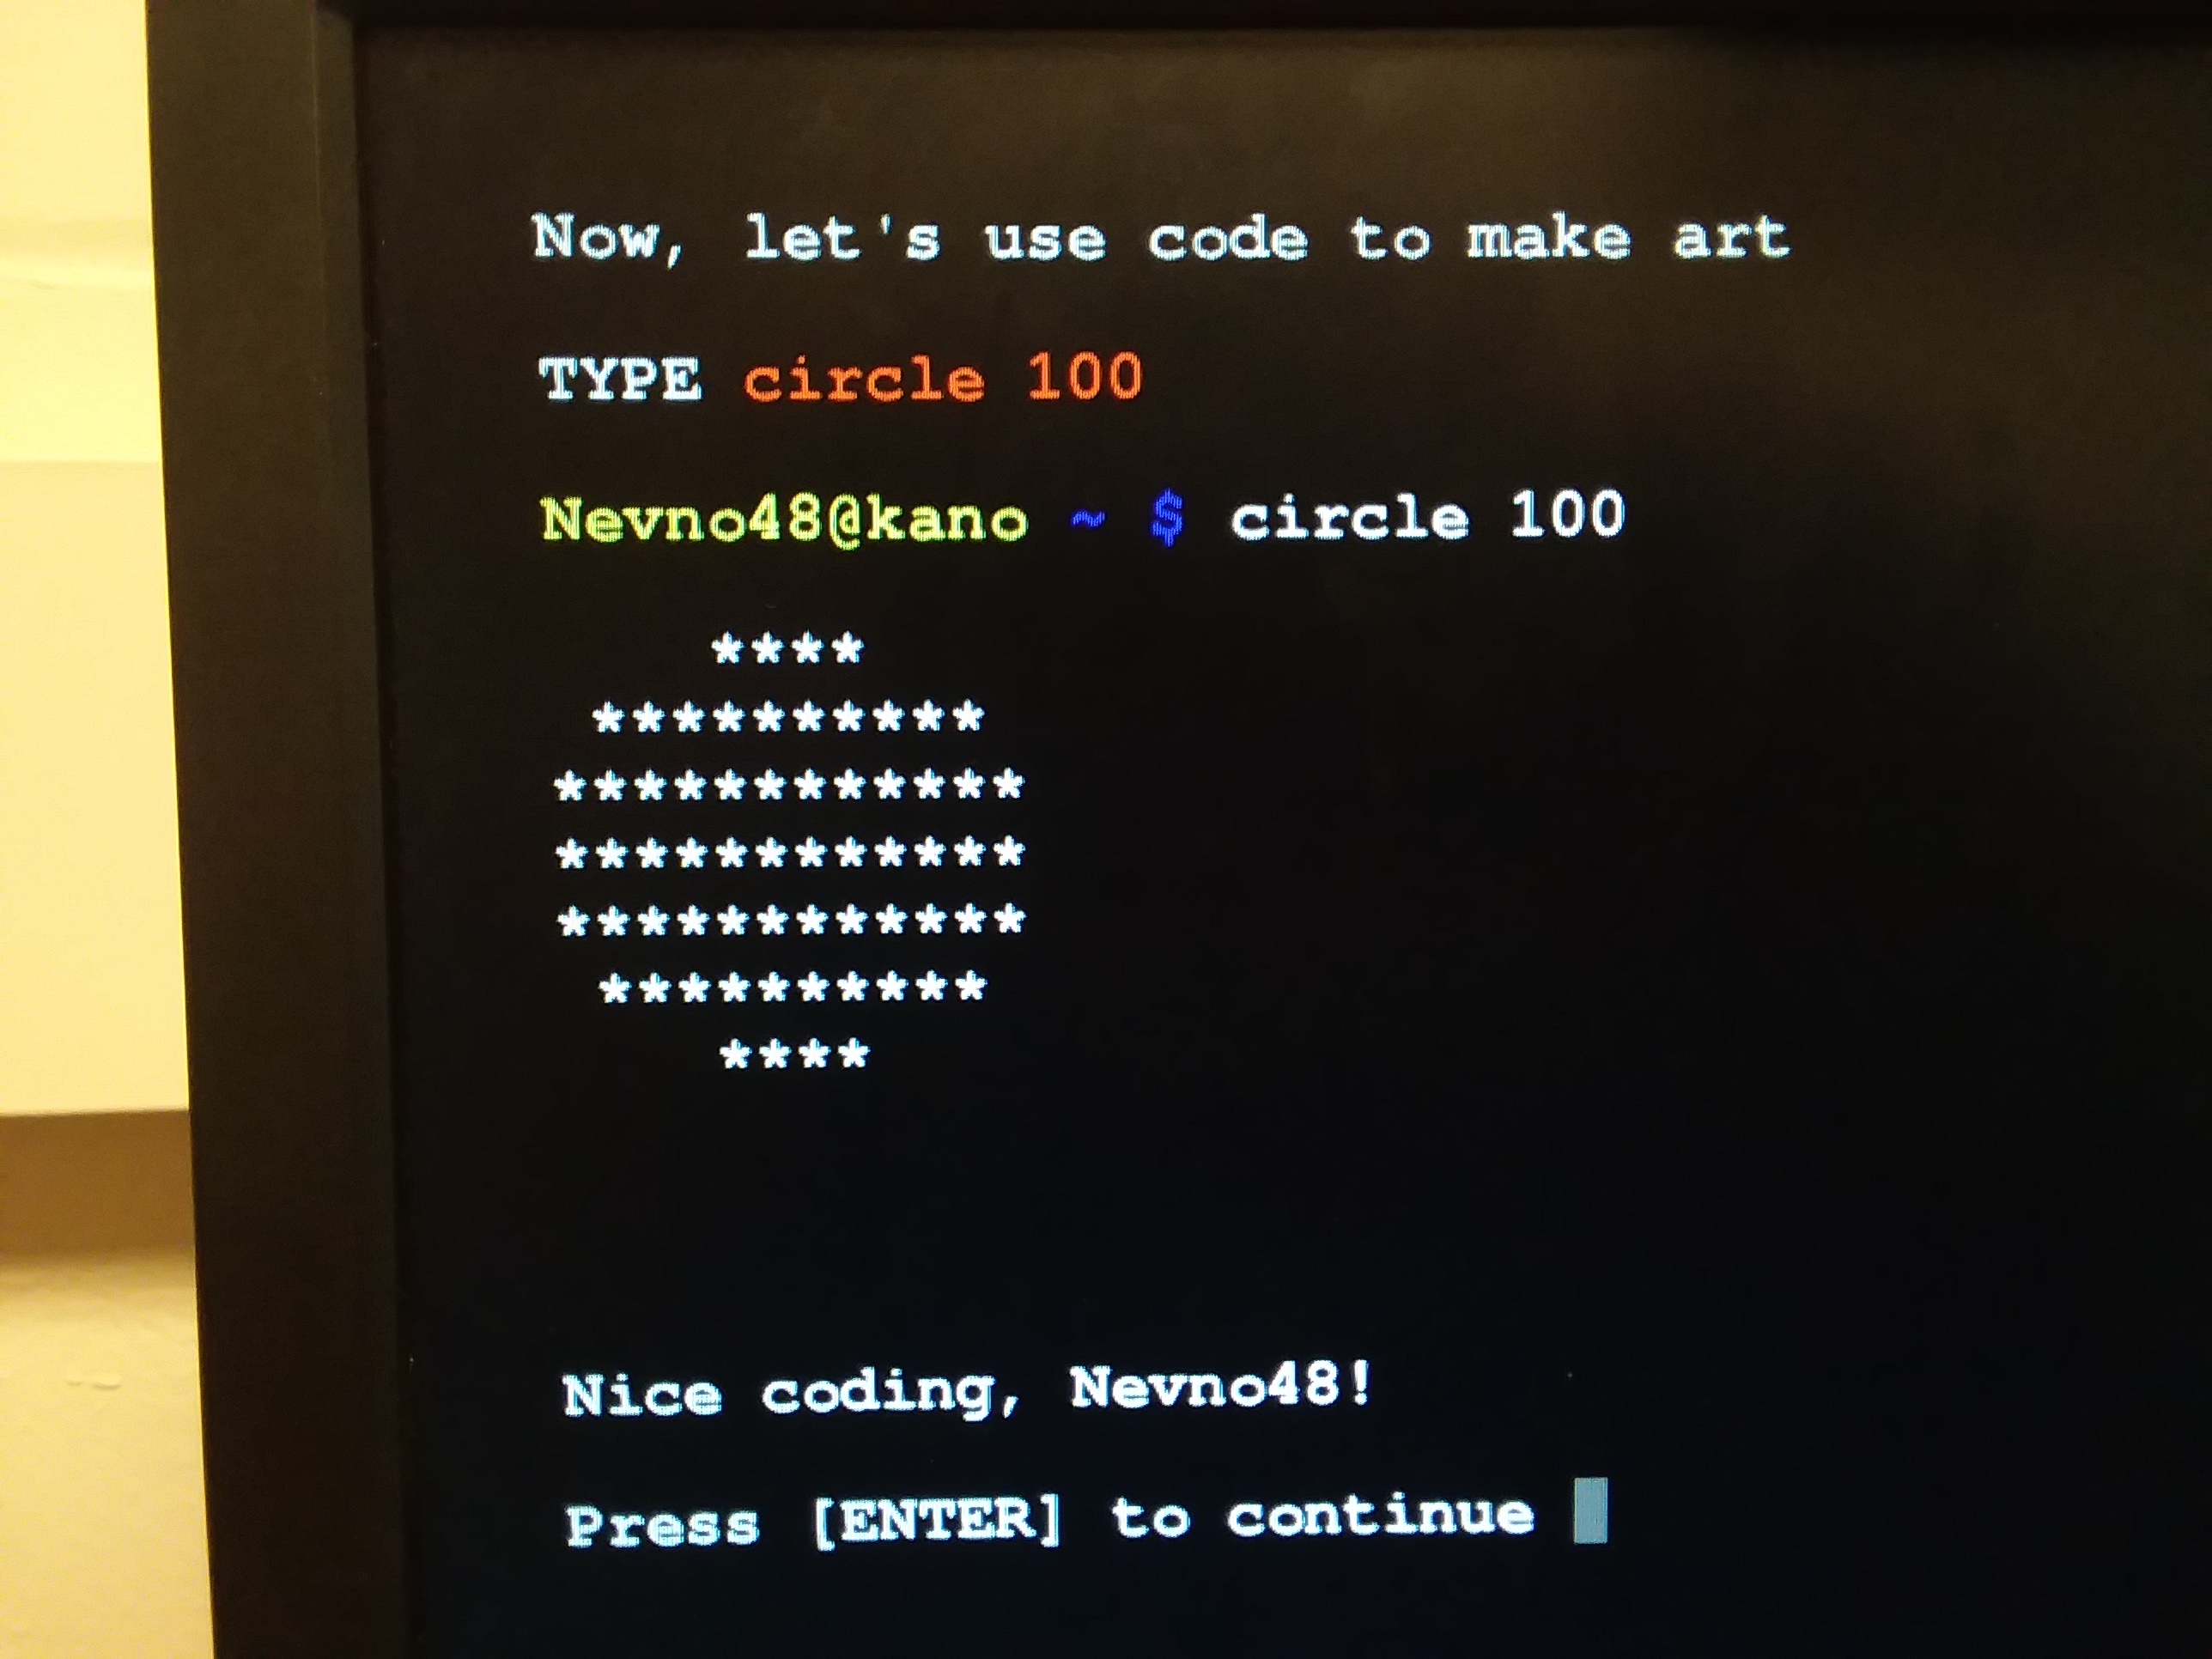 Now, let's use code to make art
TYPE circle 100
Nevno48@kano ~ $ circle 100
****
**********
************
************
************
**********
****
Nice coding, Nevno48!
Press [ENTER] to continue